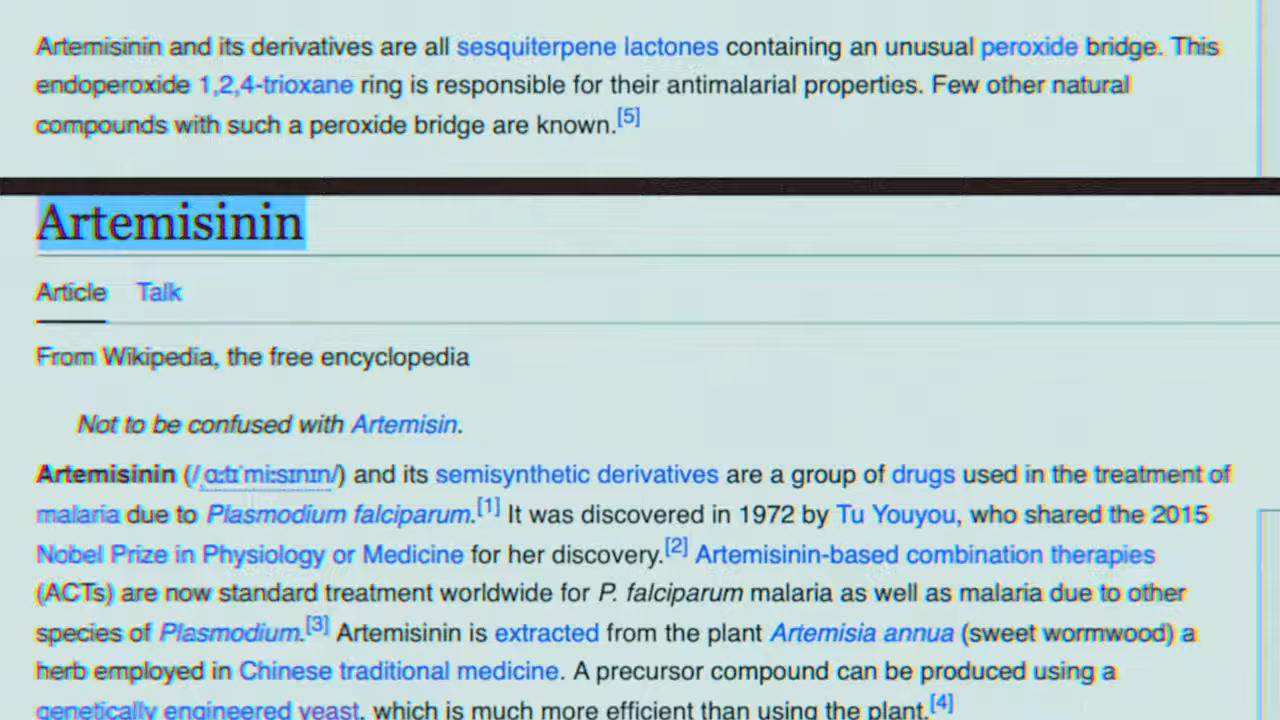 Artemisinin and its derivatives are all sesquiterpene lactones containing an unusual peroxide bridge. This
endoperoxide 1,2,4-trioxane ring is responsible for their antimalarial properties. Few other natural
compounds with such a peroxide bridge are known.[5]
Artemisinin
Article Talk
From Wikipedia, the free encyclopedia
Not to be confused with Artemisin.
Artemisinin (/ˌɑːrtɪˈmiːsɪnɪn/) and its semisynthetic derivatives are a group of drugs used in the treatment of
malaria due to Plasmodium falciparum.[1] It was discovered in 1972 by Tu Youyou, who shared the 2015
Nobel Prize in Physiology or Medicine for her discovery.[2] Artemisinin-based combination therapies
(ACTs) are now standard treatment worldwide for P. falciparum malaria as well as malaria due to other
species of Plasmodium.[3] Artemisinin is extracted from the plant Artemisia annua (sweet wormwood) a
herb employed in Chinese traditional medicine. A precursor compound can be produced using a
genetically engineered yeast, which is much more efficient than using the plant.[4]